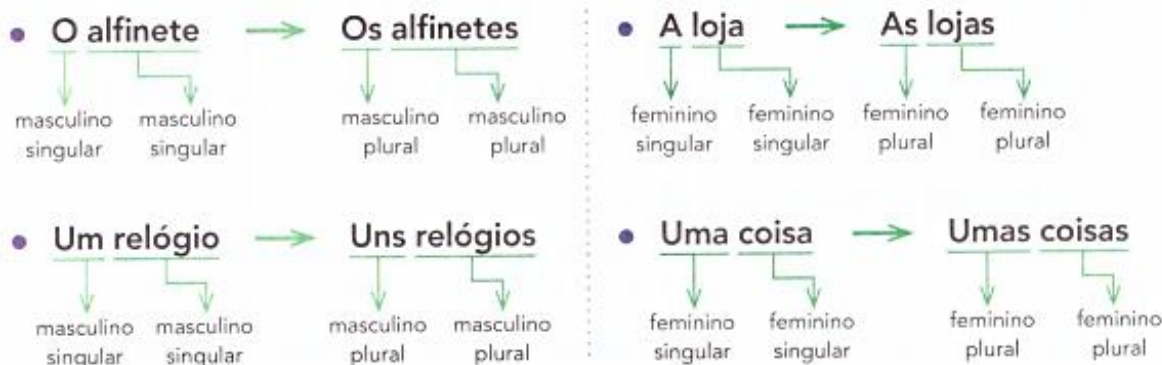 O alfinete Os alfinetes
masculino masculino masculino masculino
singular singular plural plural
Um relógio Uns relógios
masculino masculino masculino masculino
singular singular plural plural
A loja As lojas
feminino feminino feminino feminino
singular singular plural plural
Uma coisa Umas coisas
feminino feminino feminino feminino
singular singular plural plural